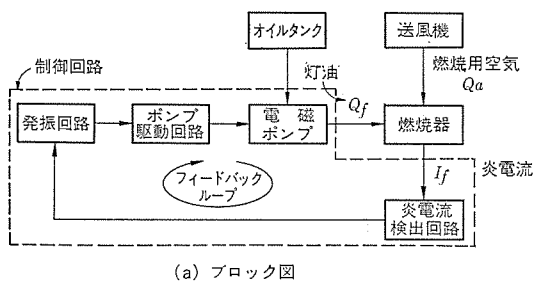 オイルタンク
送風機
制御回路
灯油
燃焼用空気
Qa
Qf
発振回路
ポンプ
駆動回路
電磁
ポンプ
燃焼器
フィードバック
ループ
If
炎電流
炎電流
検出回路
(a) ブロック図